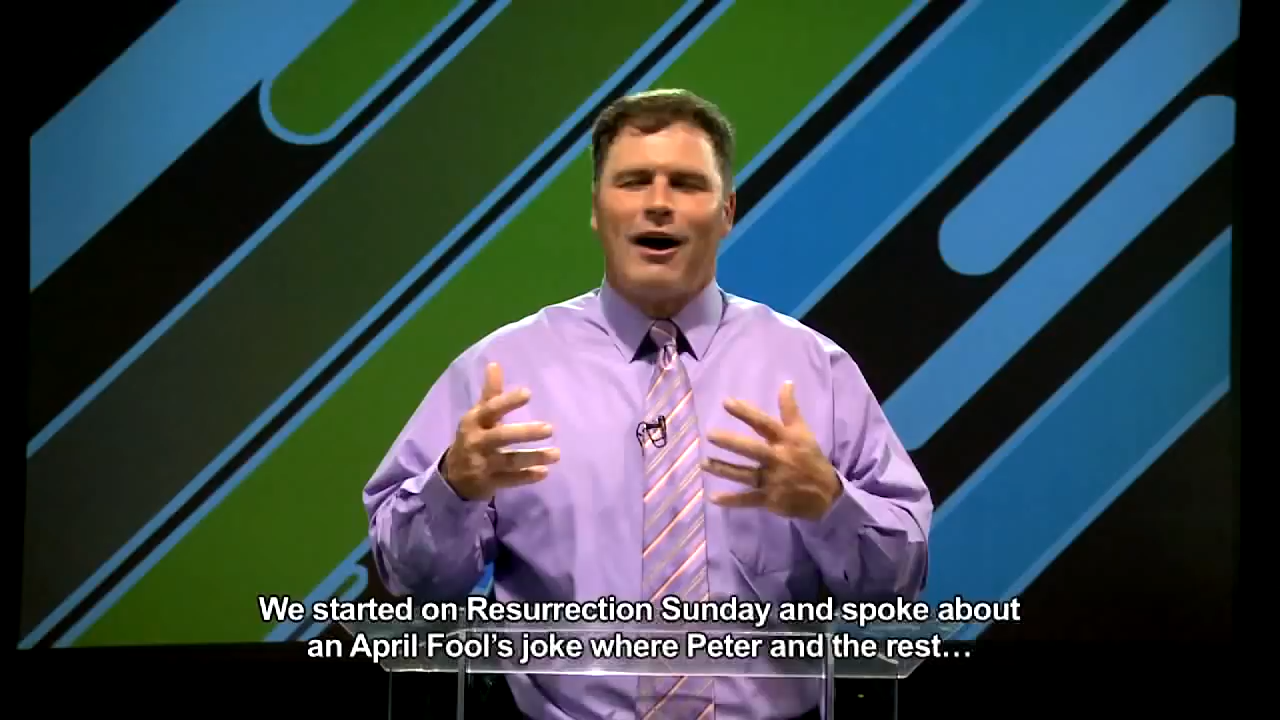 We started on Resurrection Sunday and spoke about
an April Fool's joke where Peter and the rest…